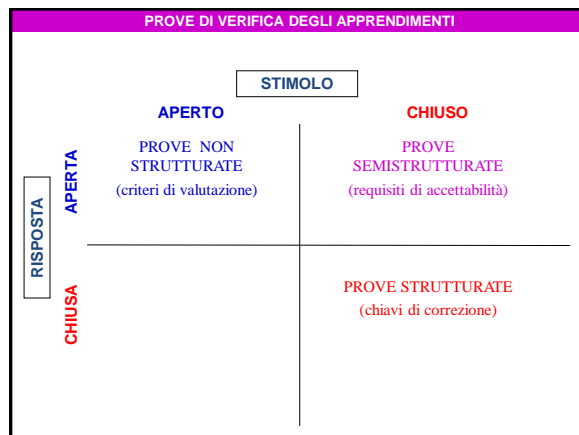 PROVE DI VERIFICA DEGLI APPRENDIMENTI
STIMOLO
APERTO
CHIUSO
RISPOSTA
APERTA
PROVE NON
STRUTTURATE
(criteri di valutazione)
PROVE
SEMISTRUTTURATE
(requisiti di accettabilità)
CHIUSA
PROVE STRUTTURATE
(chiavi di correzione)